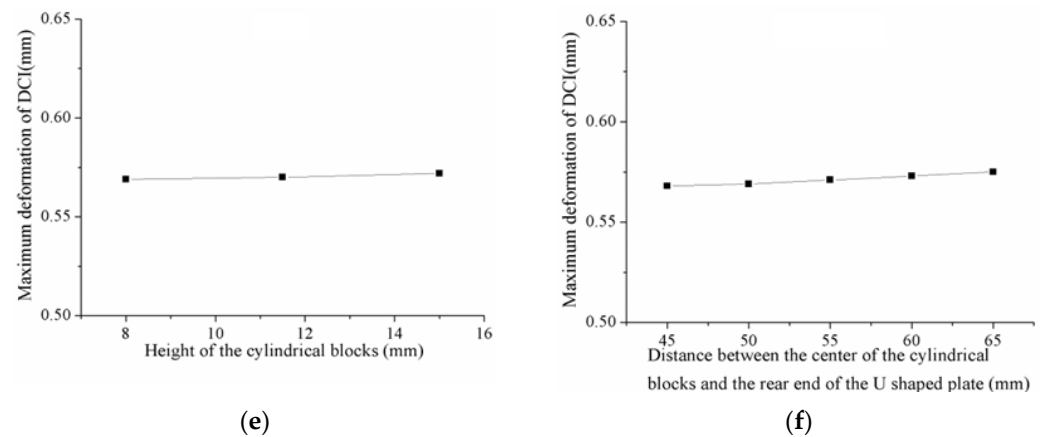 Maximum deformation of DCI(mm)
0.65
0.60
0.55
0.50
8 10 12 14 16
Height of the cylindrical blocks (mm)
(e)
Maximum deformation of DCI(mm)
0.65
0.60
0.55
0.50
45 50 55 60 65
Distance between the center of the cylindrical
blocks and the rear end of the U shaped plate (mm)
(f)